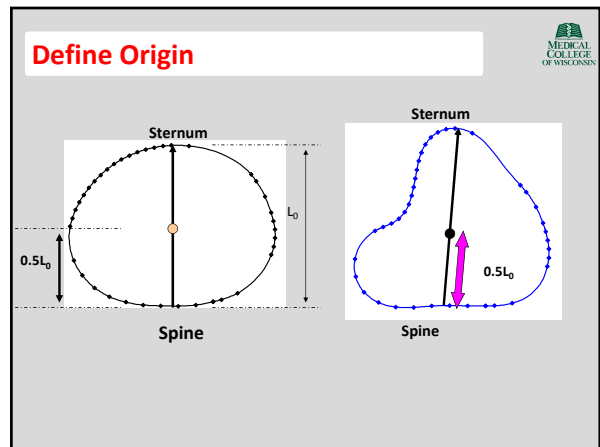 Define Origin
MEDICAL
COLLEGE
OF WISCONSIN
Sternum
L₀
0.5L₀
Spine
Sternum
0.5L₀
Spine